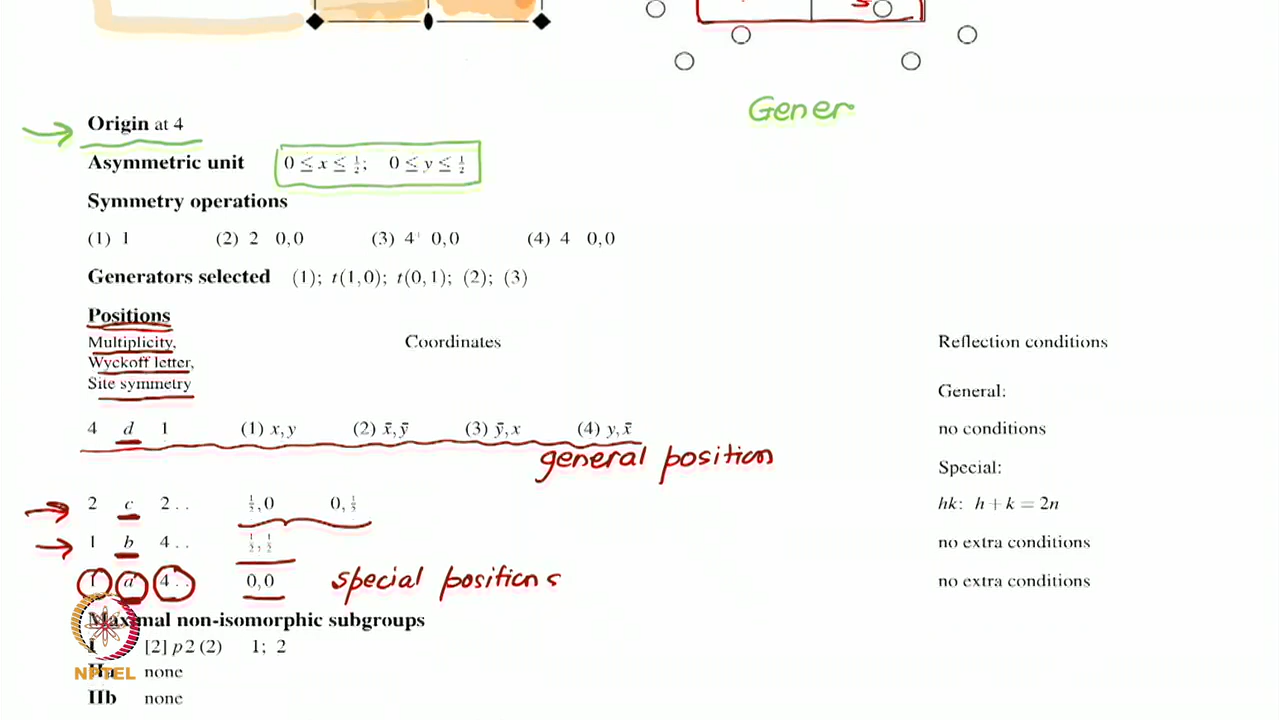 Gener
Origin at 4
Asymmetric unit 0 ≤ x ≤ ½; 0 ≤ y ≤ ½
Symmetry operations
(1) 1 (2) 2 0,0 (3) 4⁺ 0,0 (4) 4 0,0
Generators selected (1); t(1,0); t(0,1); (2); (3)
Positions
Multiplicity, Coordinates Reflection conditions
Wyckoff letter,
Site symmetry
General:
4 d 1 (1) x,y (2) x̄,ȳ (3) ȳ,x (4) y,x̄ no conditions
general position
Special:
2 c 2 . . ½,0 0,½ hk: h + k = 2n
1 b 4 . . ½,½ no extra conditions
1 a 4 . . 0,0 special positions no extra conditions
Maximal non-isomorphic subgroups
I [2] p2 (2) 1; 2
IIa none
IIb none
NPTEL